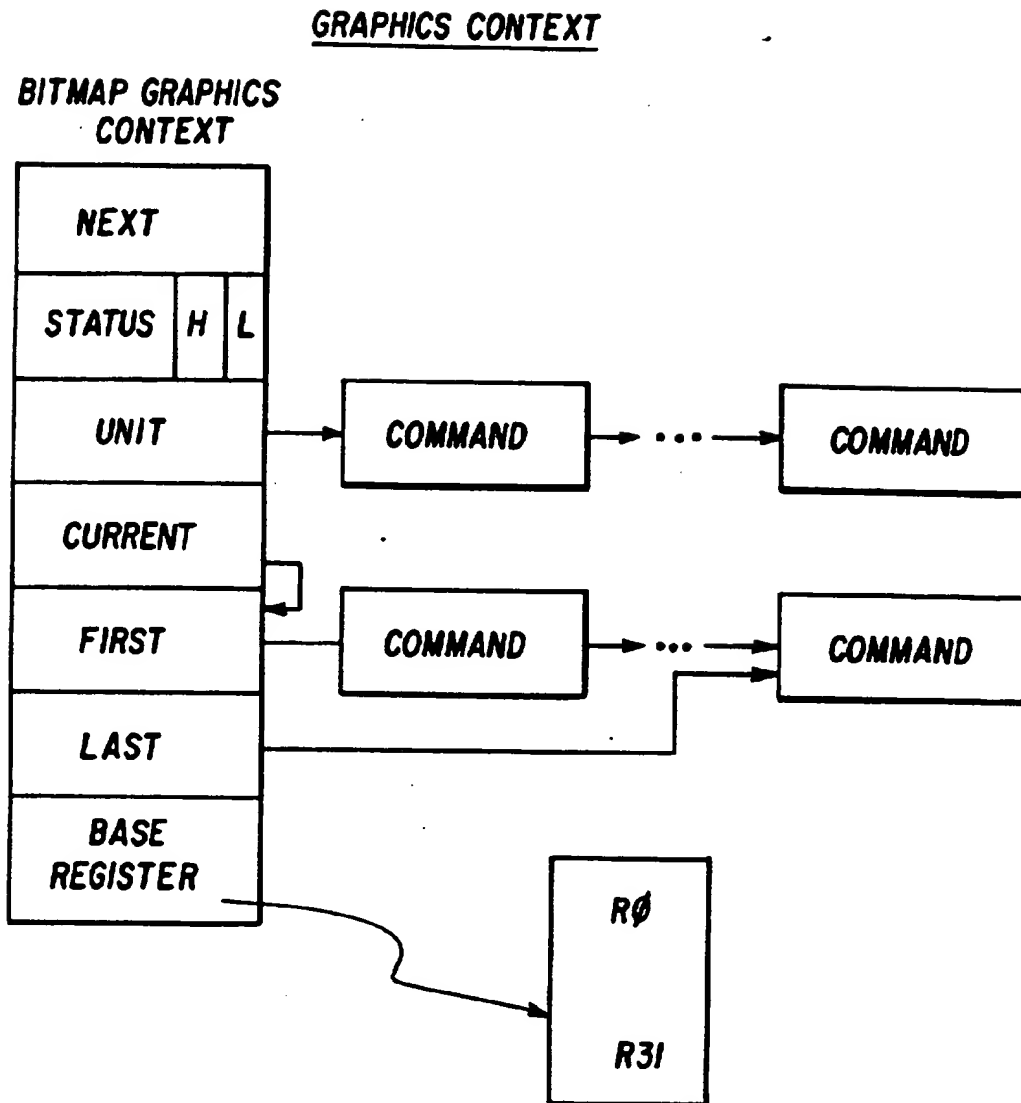 GRAPHICS CONTEXT
BITMAP GRAPHICS
CONTEXT
NEXT
STATUS H L
UNIT
COMMAND ... COMMAND
CURRENT
FIRST
COMMAND ... COMMAND
LAST
BASE
REGISTER
RØ
R31